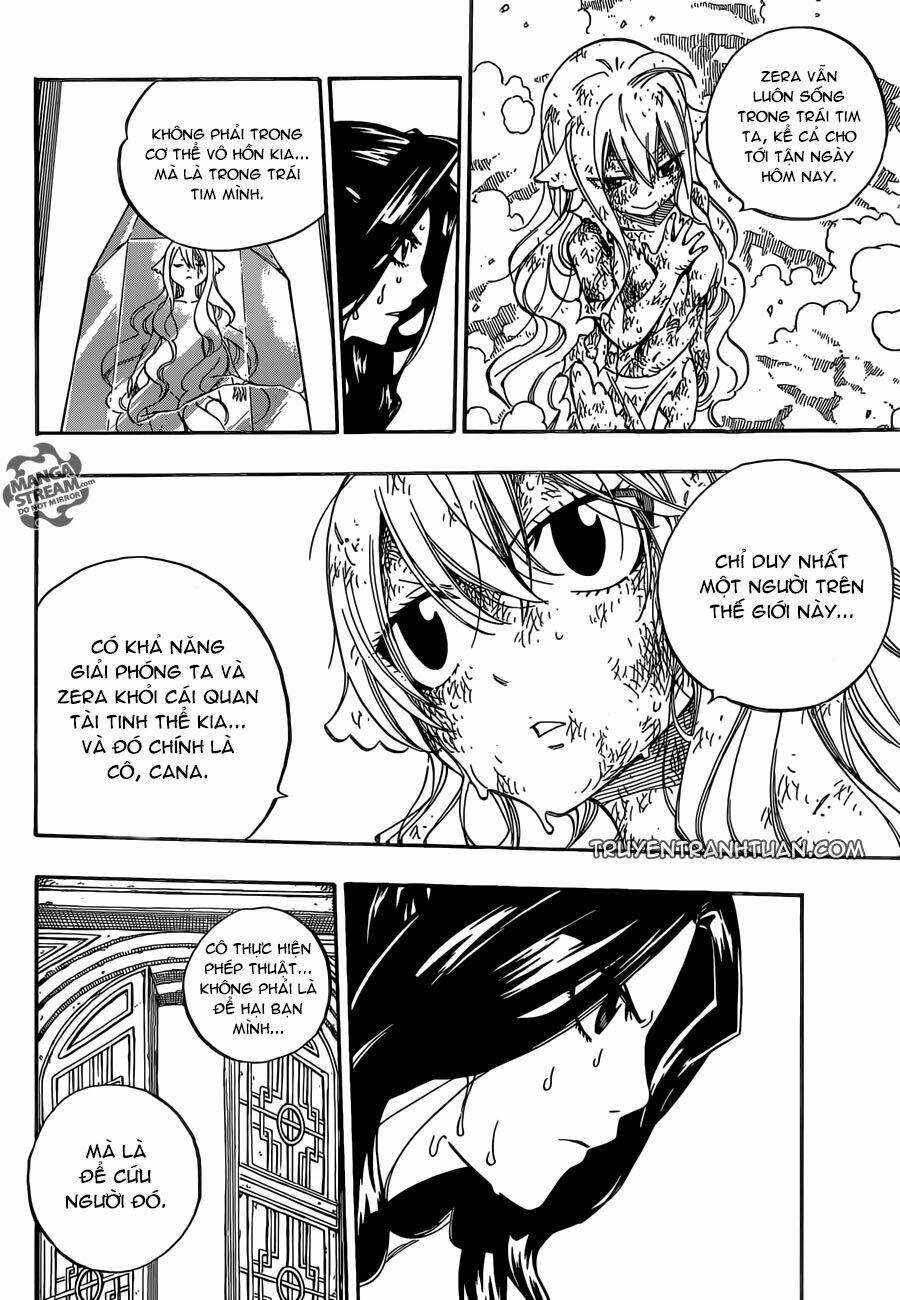 ZERA VẪN
LUÔN SỐNG
TRONG TRÁI TIM
TA, KỂ CẢ CHO
TỚI TẬN NGÀY
HÔM NAY.
KHÔNG PHẢI TRONG
CƠ THỂ VÔ HỒN KIA...
MÀ LÀ TRONG TRÁI
TIM MÌNH.
MANGA
STREAM.com
DO NOT MIRROR
CHỈ DUY NHẤT
MỘT NGƯỜI TRÊN
THẾ GIỚI NÀY...
CÓ KHẢ NĂNG
GIẢI PHÓNG TA VÀ
ZERA KHỎI CÁI QUAN
TÀI TINH THỂ KIA...
VÀ ĐÓ CHÍNH LÀ
CÔ, CANA.
TRUYENTRANHTUAN.COM
CÔ THỰC HIỆN
PHÉP THUẬT...
KHÔNG PHẢI LÀ
ĐỂ HẠI BẠN
MÌNH...
MÀ LÀ
ĐỂ CỨU
NGƯỜI ĐÓ.